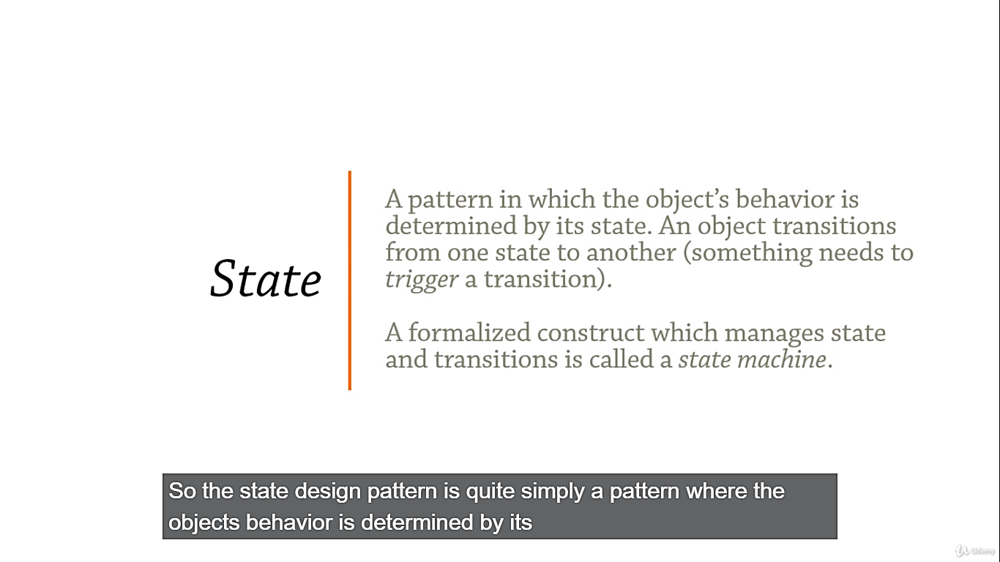 State
A pattern in which the object’s behavior is
determined by its state. An object transitions
from one state to another (something needs to
trigger a transition).
A formalized construct which manages state
and transitions is called a state machine.
So the state design pattern is quite simply a pattern where the
objects behavior is determined by its
Udemy